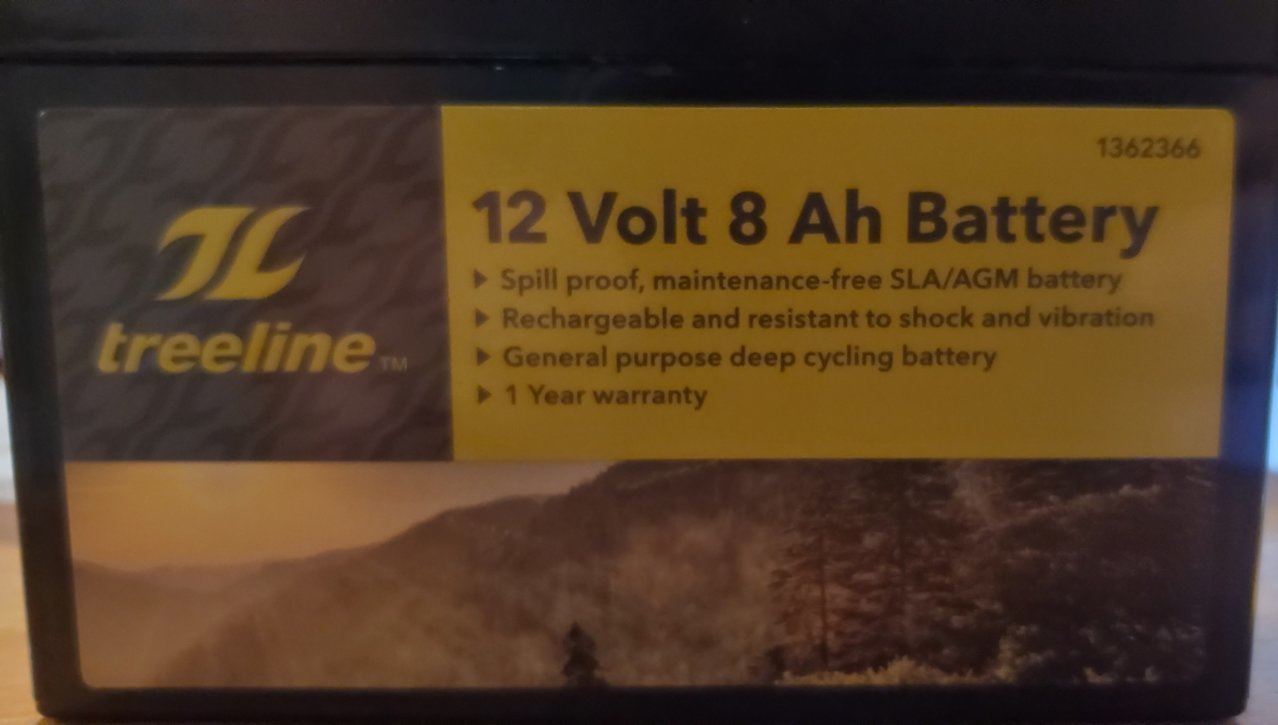 treeline™
1362366
12 Volt 8 Ah Battery
▶ Spill proof, maintenance-free SLA/AGM battery
▶ Rechargeable and resistant to shock and vibration
▶ General purpose deep cycling battery
▶ 1 Year warranty